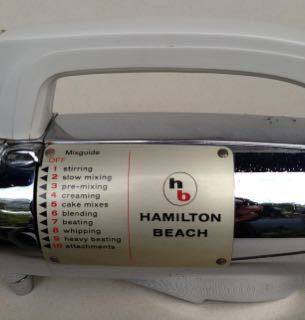 Mixguide
OFF
1 stirring
2 slow mixing
3 pre-mixing
4 creaming
5 cake mixes
6 blending
7 beating
8 whipping
9 heavy beating
10 attachments
hb
HAMILTON
BEACH